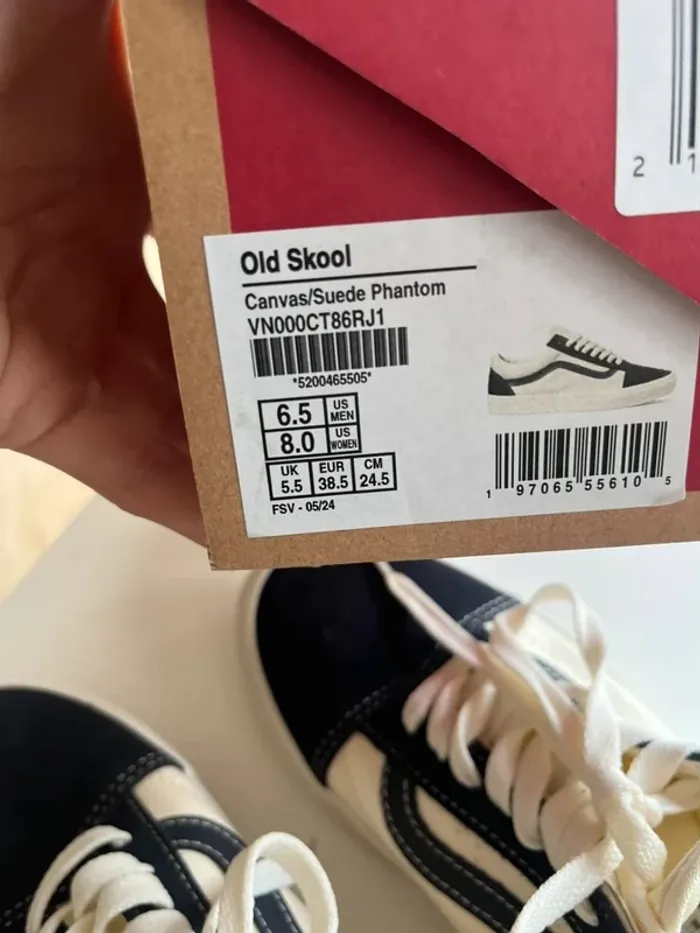 2 1
Old Skool
Canvas/Suede Phantom
VN000CT86RJ1
*5200465505*
6.5 US MEN
8.0 US WOMEN
UK EUR CM
5.5 38.5 24.5
FSV - 05/24
1 97065 55610 5